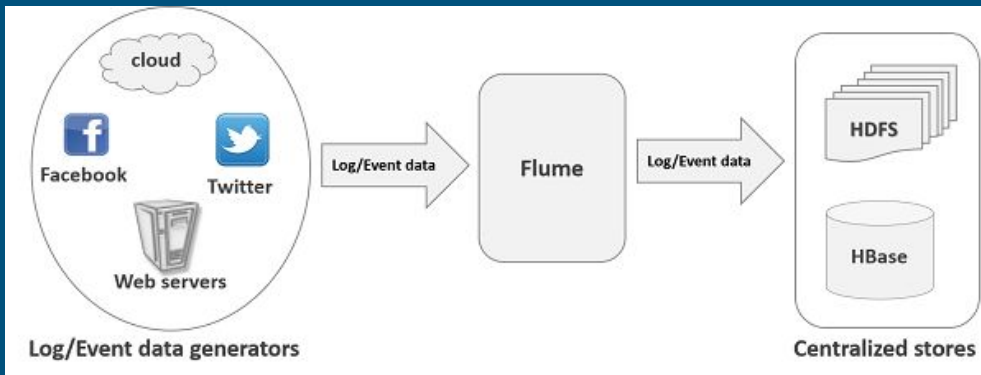 cloud
Facebook
Twitter
Web servers
Log/Event data generators
Log/Event data
Flume
Log/Event data
HDFS
HBase
Centralized stores